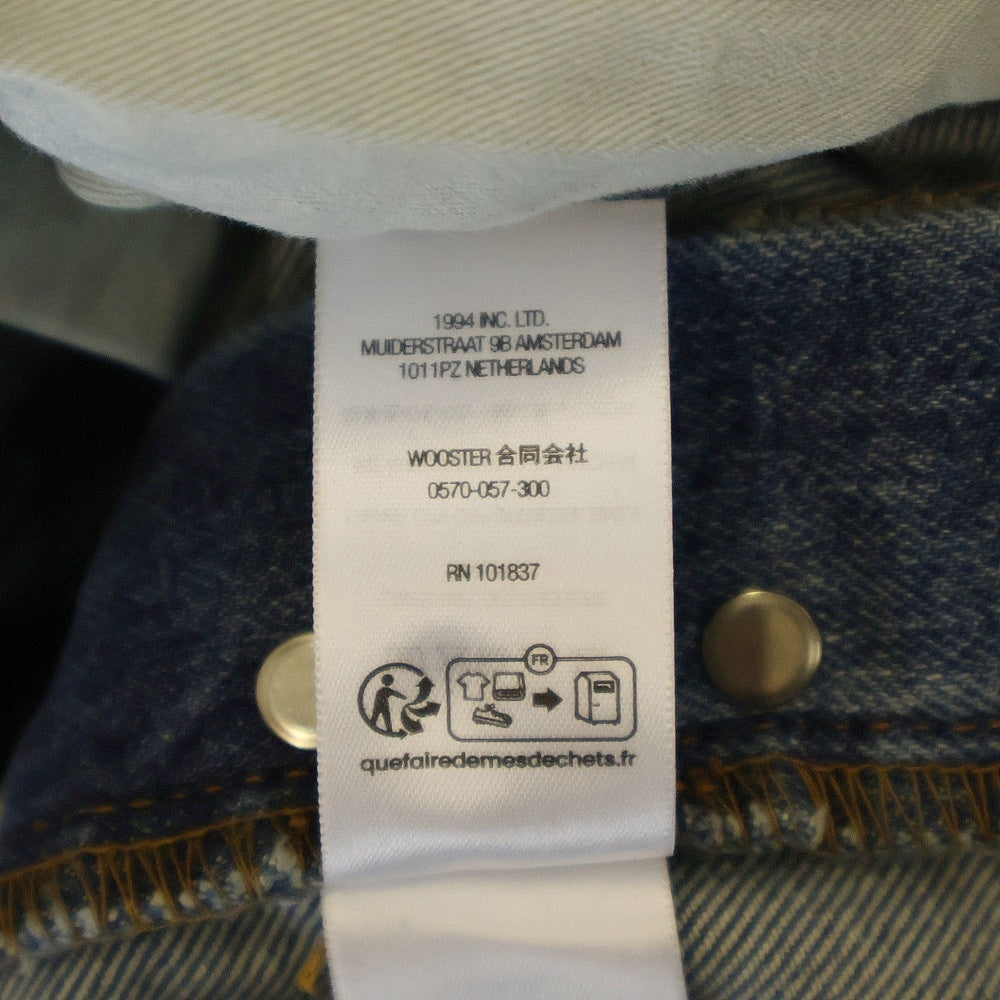 1994 INC. LTD.
MUIDERSTRAAT 9B AMSTERDAM
1011PZ NETHERLANDS
WOOSTER 合同会社
0570-057-300
RN 101837
FR
quefairedemesdechets.fr